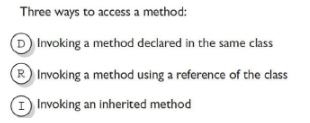 Three ways to access a method:
D Invoking a method declared in the same class
R Invoking a method using a reference of the class
I Invoking an inherited method